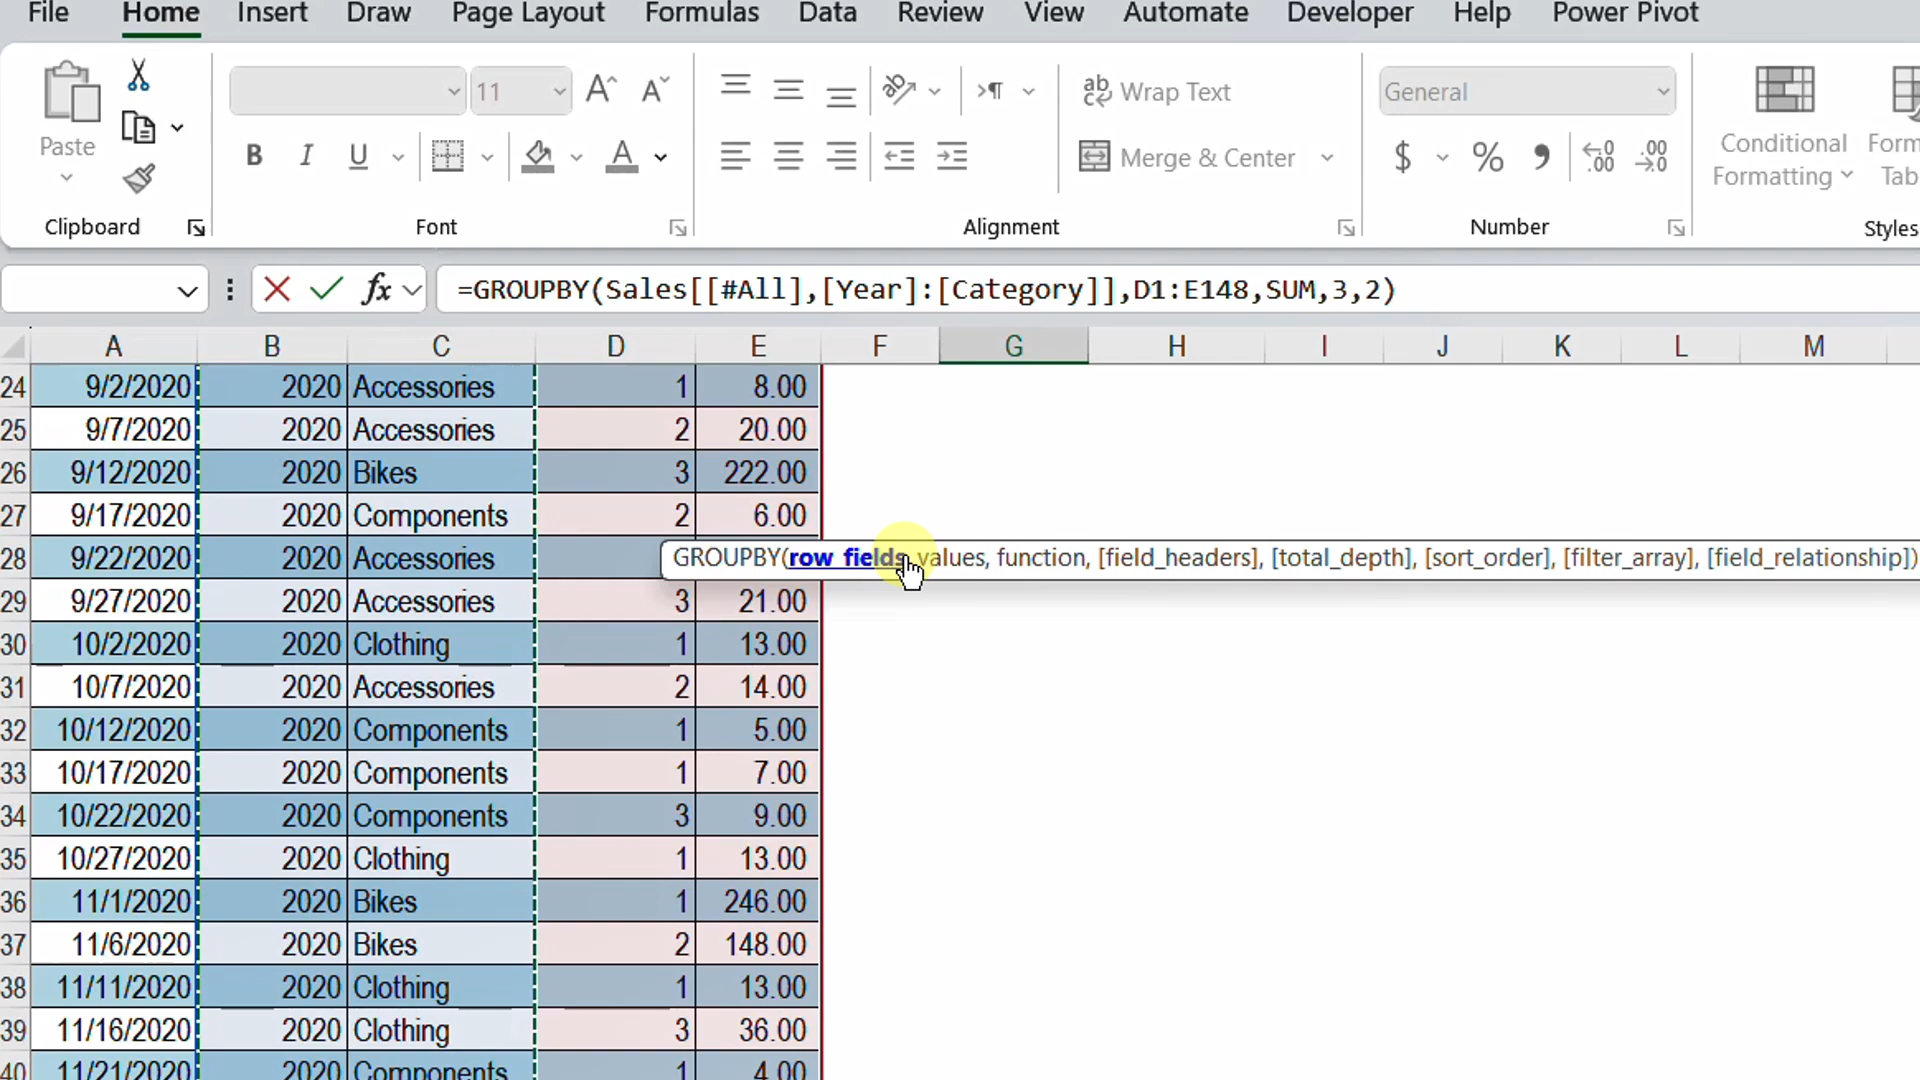 File Home Insert Draw Page Layout Formulas Data Review View Automate Developer Help Power Pivot
11 A A ab Wrap Text General
Paste B I U A Merge & Center $ % .00 .00 Conditional Formatting
Clipboard Font Alignment Number Styles
fx =GROUPBY(Sales[[#All],[Year]:[Category]],D1:E148,SUM,3,2)
A B C D E F G H I J K L M
24 9/2/2020 2020 Accessories 1 8.00
25 9/7/2020 2020 Accessories 2 20.00
26 9/12/2020 2020 Bikes 3 222.00
27 9/17/2020 2020 Components 2 6.00
28 9/22/2020 2020 Accessories GROUPBY(row_fields, values, function, [field_headers], [total_depth], [sort_order], [filter_array], [field_relationship])
29 9/27/2020 2020 Accessories 3 21.00
30 10/2/2020 2020 Clothing 1 13.00
31 10/7/2020 2020 Accessories 2 14.00
32 10/12/2020 2020 Components 1 5.00
33 10/17/2020 2020 Components 1 7.00
34 10/22/2020 2020 Components 3 9.00
35 10/27/2020 2020 Clothing 1 13.00
36 11/1/2020 2020 Bikes 1 246.00
37 11/6/2020 2020 Bikes 2 148.00
38 11/11/2020 2020 Clothing 1 13.00
39 11/16/2020 2020 Clothing 3 36.00
40 11/21/2020 2020 Components 1 4.00